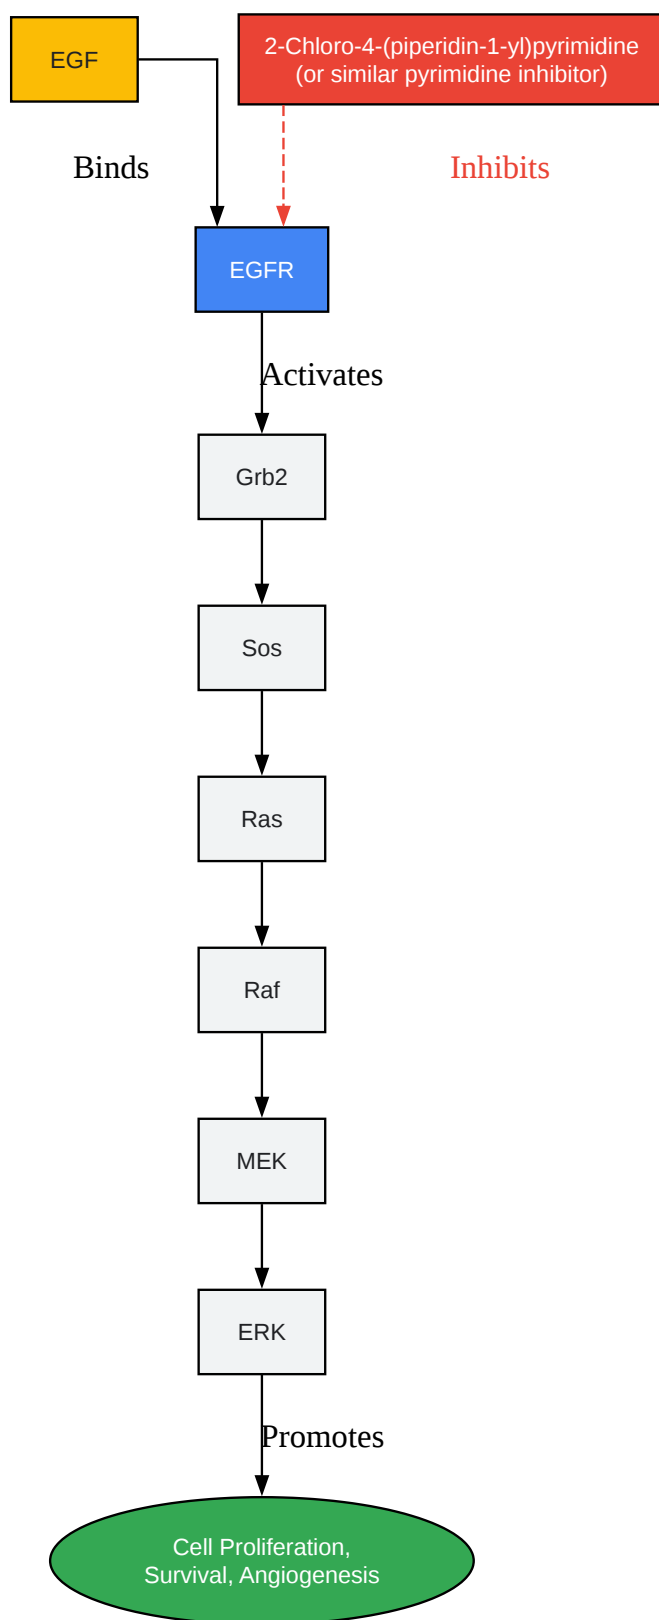 EGF
2-Chloro-4-(piperidin-1-yl)pyrimidine
(or similar pyrimidine inhibitor)
Binds
Inhibits
EGFR
Activates
Grb2
Sos
Ras
Raf
MEK
ERK
Promotes
Cell Proliferation,
Survival, Angiogenesis